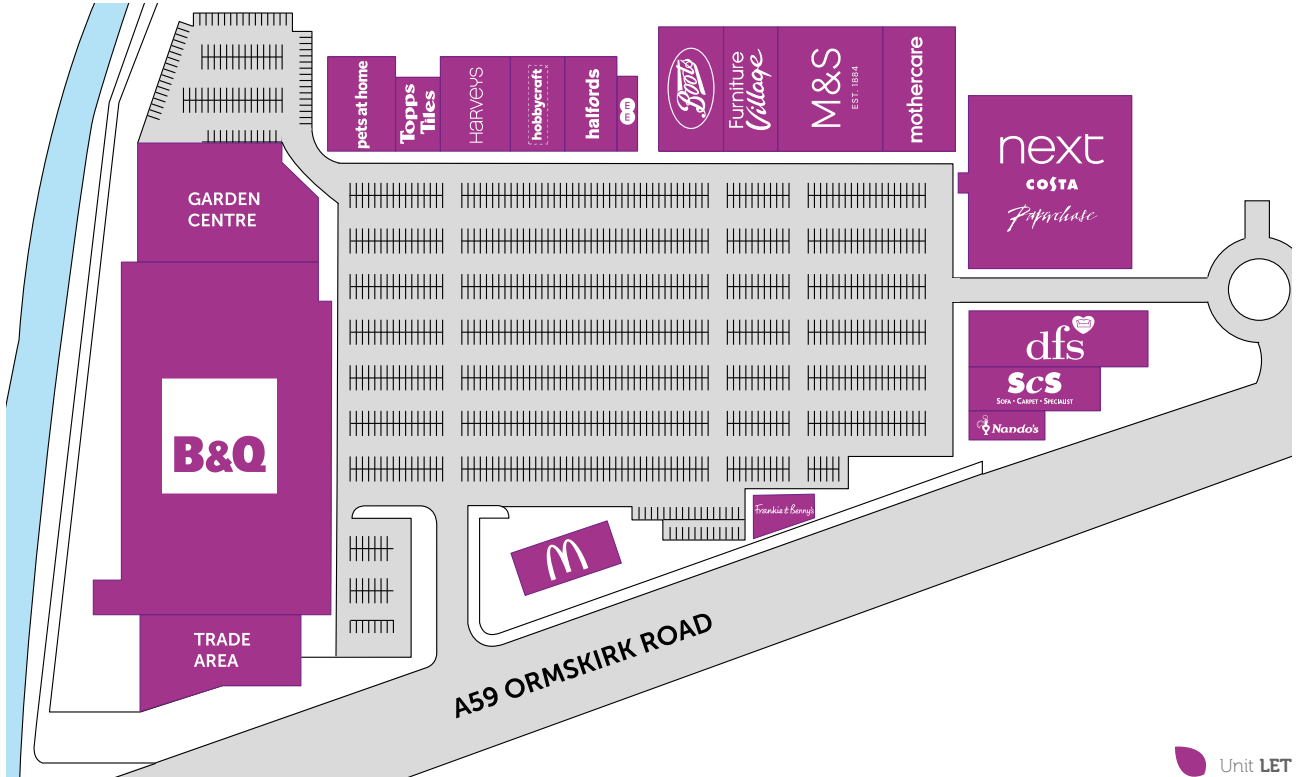 pets at home
Topps
Tiles
HARVEYS
hobbycraft
halfords
EE
Boots
Furniture
Village
M&S
EST. 1884
mothercare
next
COSTA
Paperchase
GARDEN
CENTRE
dfs
ScS
SOFA • CARPET • SPECIALIST
Nando's
B&Q
Frankie & Benny's
M
TRADE
AREA
A59 ORMSKIRK ROAD
Unit LET